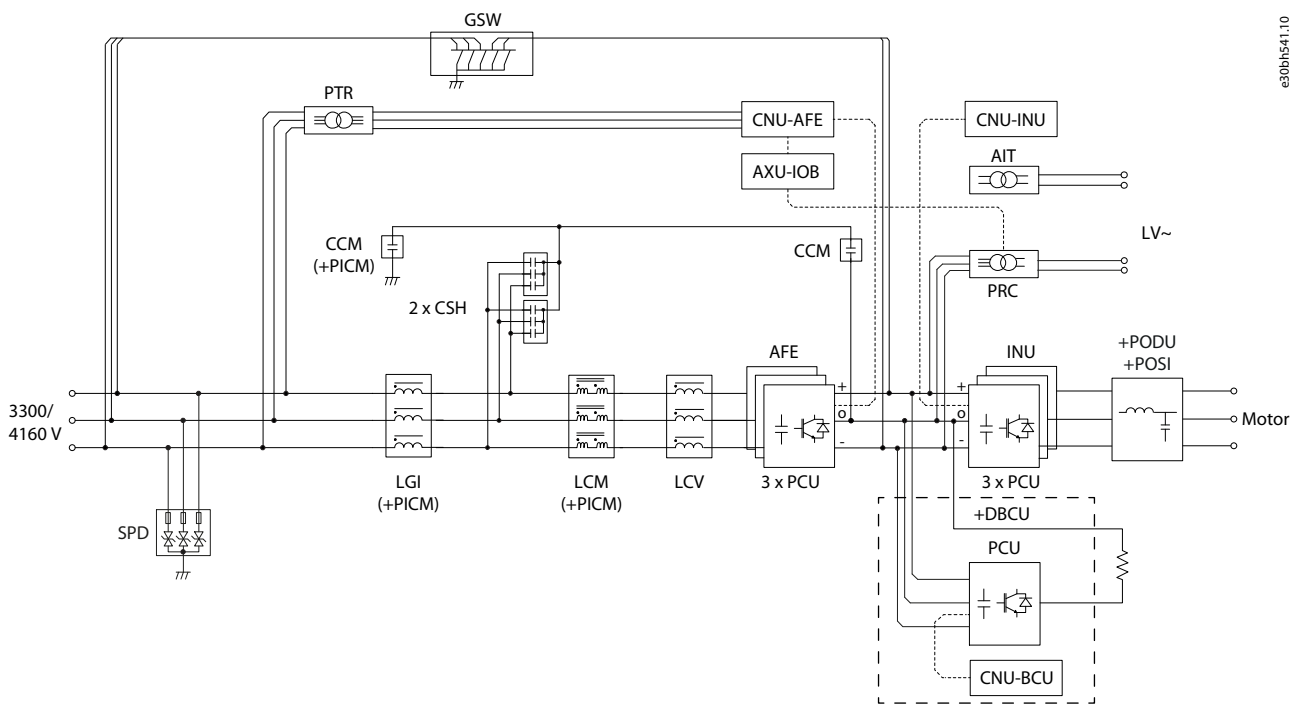 GSW
e30bh541.10
PTR
CNU-AFE
CNU-INU
AIT
AXU-IOB
LV~
CCM
(+PICM)
CCM
PRC
2 x CSH
AFE
INU
+PODU
+POSI
+
+
3300/
4160 V
o
o
Motor
-
-
LGI
(+PICM)
LCM
(+PICM)
LCV
3 x PCU
3 x PCU
+DBCU
SPD
PCU
CNU-BCU